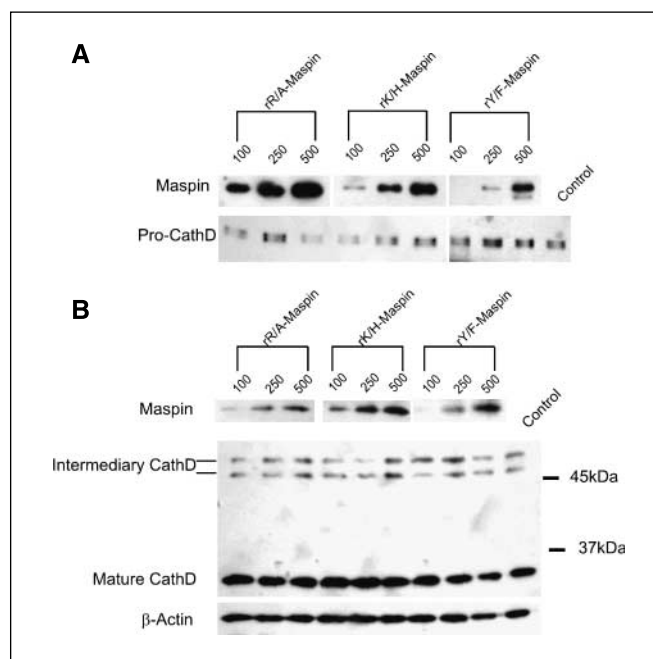 A
rR/A-Maspin rK/H-Maspin rY/F-Maspin
100 250 500 100 250 500 100 250 500 Control
Maspin
Pro-CathD
B
rR/A-Maspin rK/H-Maspin rY/F-Maspin
100 250 500 100 250 500 100 250 500 Control
Maspin
Intermediary CathD
45kDa
37kDa
Mature CathD
β-Actin